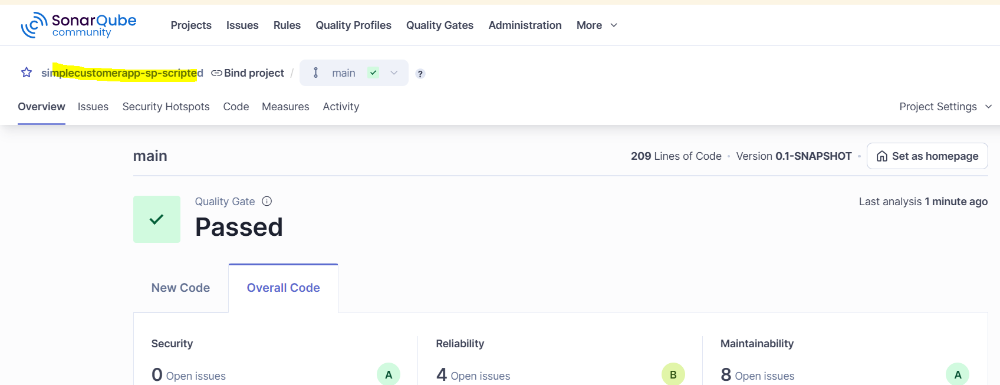 SonarQube
community
Projects Issues Rules Quality Profiles Quality Gates Administration More
simplecustomerapp-sp-scripted Bind project / main ?
Overview Issues Security Hotspots Code Measures Activity Project Settings
main 209 Lines of Code • Version 0.1-SNAPSHOT • Set as homepage
Quality Gate Last analysis 1 minute ago
Passed
New Code Overall Code
Security Reliability Maintainability
0 Open issues A 4 Open issues B 8 Open issues A